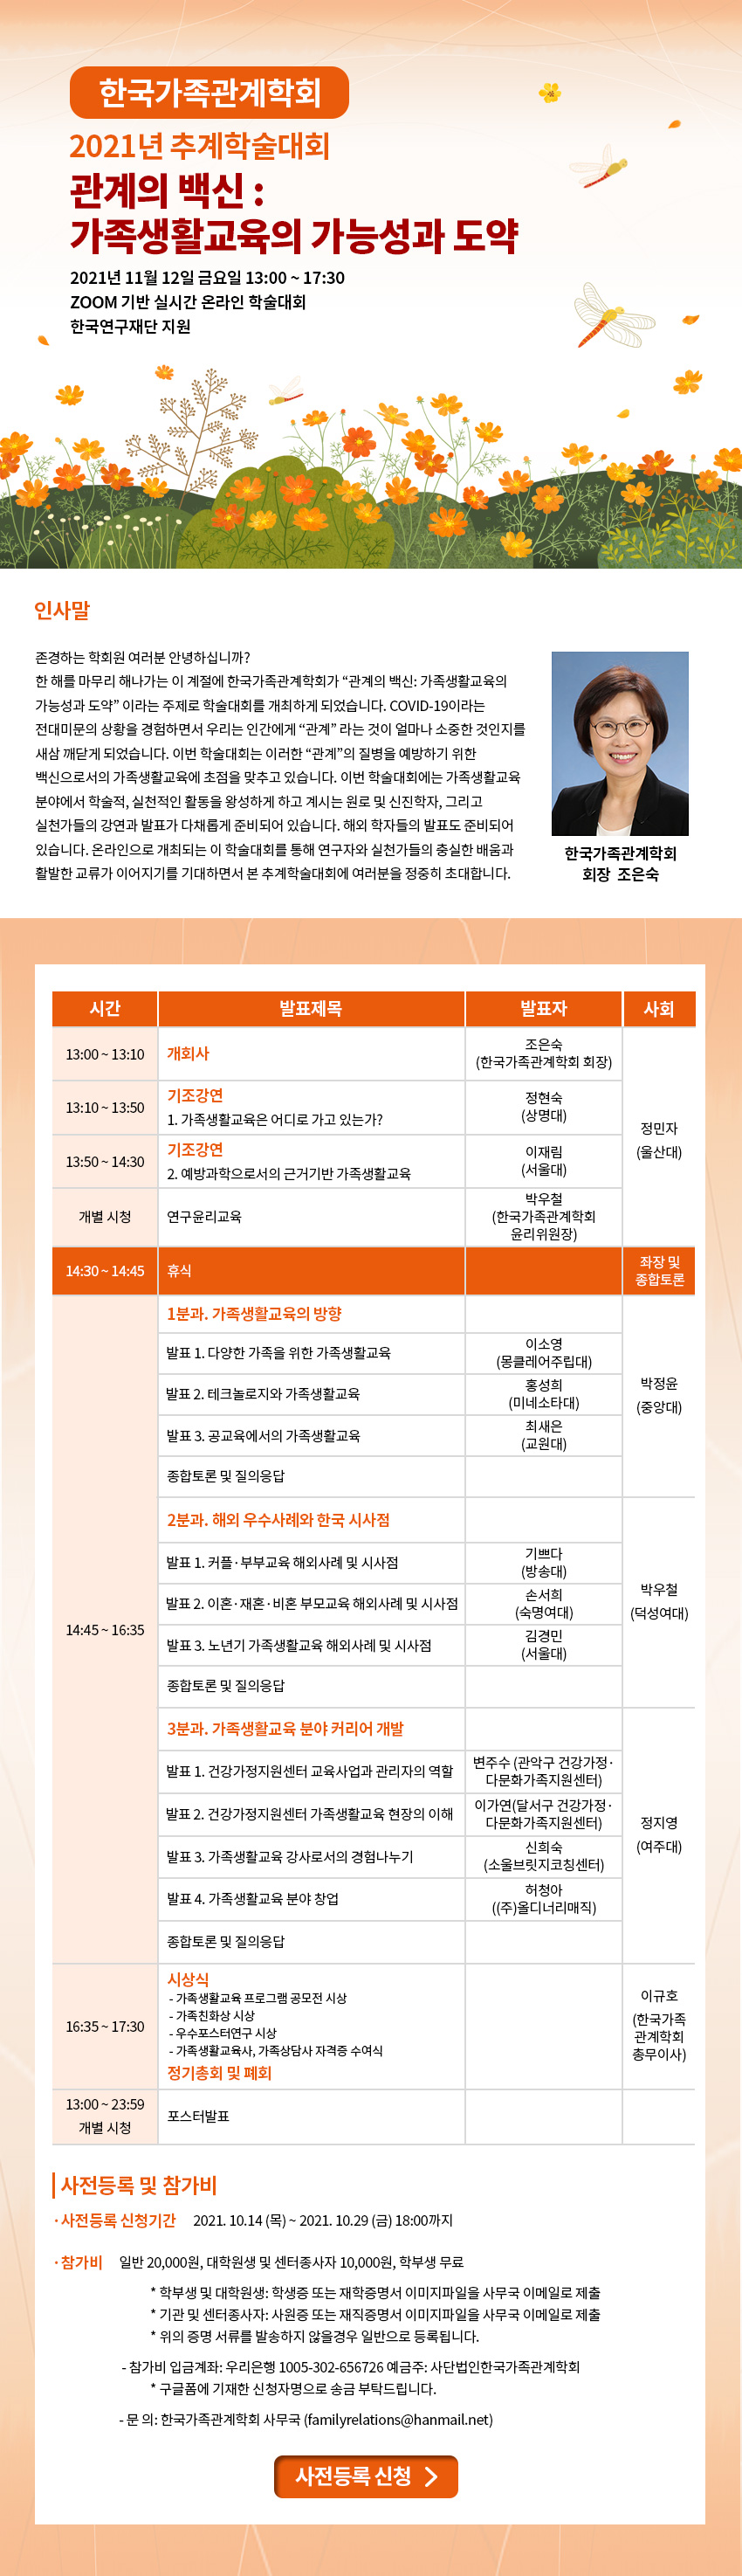 한국가족관계학회
2021년 추계학술대회
관계의 백신 :
가족생활교육의 가능성과 도약
2021년 11월 12일 금요일 13:00 ~ 17:30
ZOOM 기반 실시간 온라인 학술대회
한국연구재단 지원
인사말
존경하는 학회원 여러분 안녕하십니까?
한 해를 마무리 해나가는 이 계절에 한국가족관계학회가 “관계의 백신: 가족생활교육의
가능성과 도약” 이라는 주제로 학술대회를 개최하게 되었습니다. COVID-19이라는
전대미문의 상황을 경험하면서 우리는 인간에게 “관계” 라는 것이 얼마나 소중한 것인지를
새삼 깨닫게 되었습니다. 이번 학술대회는 이러한 “관계”의 질병을 예방하기 위한
백신으로서의 가족생활교육에 초점을 맞추고 있습니다. 이번 학술대회에는 가족생활교육
분야에서 학술적, 실천적인 활동을 왕성하게 하고 계시는 원로 및 신진학자, 그리고
실천가들의 강연과 발표가 다채롭게 준비되어 있습니다. 해외 학자들의 발표도 준비되어
있습니다. 온라인으로 개최되는 이 학술대회를 통해 연구자와 실천가들의 충실한 배움과
활발한 교류가 이어지기를 기대하면서 본 추계학술대회에 여러분을 정중히 초대합니다.
한국가족관계학회
회장 조은숙
시간 발표제목 발표자 사회
13:00 ~ 13:10 개회사 조은숙
(한국가족관계학회 회장)
13:10 ~ 13:50 기조강연
1. 가족생활교육은 어디로 가고 있는가?
정현숙
(상명대)
13:50 ~ 14:30 기조강연
2. 예방과학으로서의 근거기반 가족생활교육
이재림
(서울대)
정민자
(울산대)
개별 시청 연구윤리교육 박우철
(한국가족관계학회
윤리위원장)
14:30 ~ 14:45 휴식 좌장 및
종합토론
14:45 ~ 16:35
1분과. 가족생활교육의 방향
발표 1. 다양한 가족을 위한 가족생활교육 이소영
(몽클레어주립대)
발표 2. 테크놀로지와 가족생활교육 홍성희
(미네소타대)
발표 3. 공교육에서의 가족생활교육 최새은
(교원대)
종합토론 및 질의응답
박정윤
(중앙대)
2분과. 해외 우수사례와 한국 시사점
발표 1. 커플·부부교육 해외사례 및 시사점 기쁘다
(방송대)
발표 2. 이혼·재혼·비혼 부모교육 해외사례 및 시사점 손서희
(숙명여대)
발표 3. 노년기 가족생활교육 해외사례 및 시사점 김경민
(서울대)
종합토론 및 질의응답
박우철
(덕성여대)
3분과. 가족생활교육 분야 커리어 개발
발표 1. 건강가정지원센터 교육사업과 관리자의 역할 변주수 (관악구 건강가정·
다문화가족지원센터)
발표 2. 건강가정지원센터 가족생활교육 현장의 이해 이가연(달서구 건강가정·
다문화가족지원센터)
발표 3. 가족생활교육 강사로서의 경험나누기 신희숙
(소울브릿지코칭센터)
발표 4. 가족생활교육 분야 창업 허청아
((주)올디너리매직)
종합토론 및 질의응답
정지영
(여주대)
16:35 ~ 17:30
시상식
- 가족생활교육 프로그램 공모전 시상
- 가족친화상 시상
- 우수포스터연구 시상
- 가족생활교육사, 가족상담사 자격증 수여식
정기총회 및 폐회
이규호
(한국가족
관계학회
총무이사)
13:00 ~ 23:59
개별 시청
포스터발표
사전등록 및 참가비
· 사전등록 신청기간 2021. 10.14 (목) ~ 2021. 10.29 (금) 18:00까지
· 참가비 일반 20,000원, 대학원생 및 센터종사자 10,000원, 학부생 무료
* 학부생 및 대학원생: 학생증 또는 재학증명서 이미지파일을 사무국 이메일로 제출
* 기관 및 센터종사자: 사원증 또는 재직증명서 이미지파일을 사무국 이메일로 제출
* 위의 증명 서류를 발송하지 않을경우 일반으로 등록됩니다.
- 참가비 입금계좌: 우리은행 1005-302-656726 예금주: 사단법인한국가족관계학회
* 구글폼에 기재한 신청자명으로 송금 부탁드립니다.
- 문 의: 한국가족관계학회 사무국 (familyrelations@hanmail.net)
사전등록 신청 >